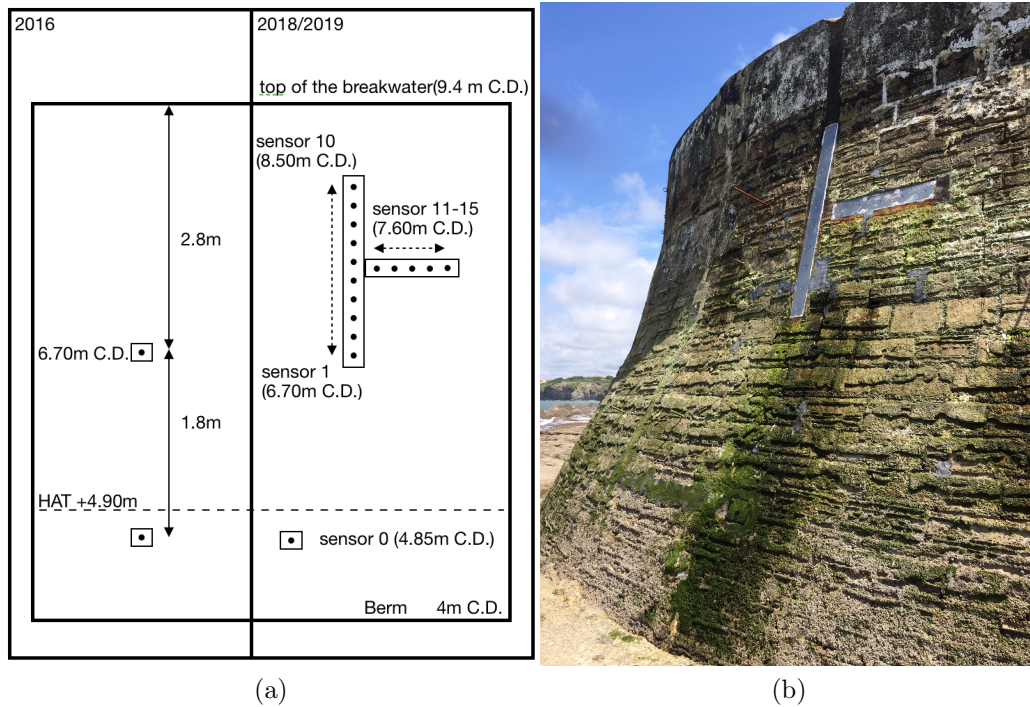 2016
2018/2019
top of the breakwater(9.4 m C.D.)
sensor 10
(8.50m C.D.)
sensor 11-15
(7.60m C.D.)
2.8m
6.70m C.D.
sensor 1
(6.70m C.D.)
1.8m
HAT +4.90m
sensor 0 (4.85m C.D.)
Berm 4m C.D.
(a)
(b)